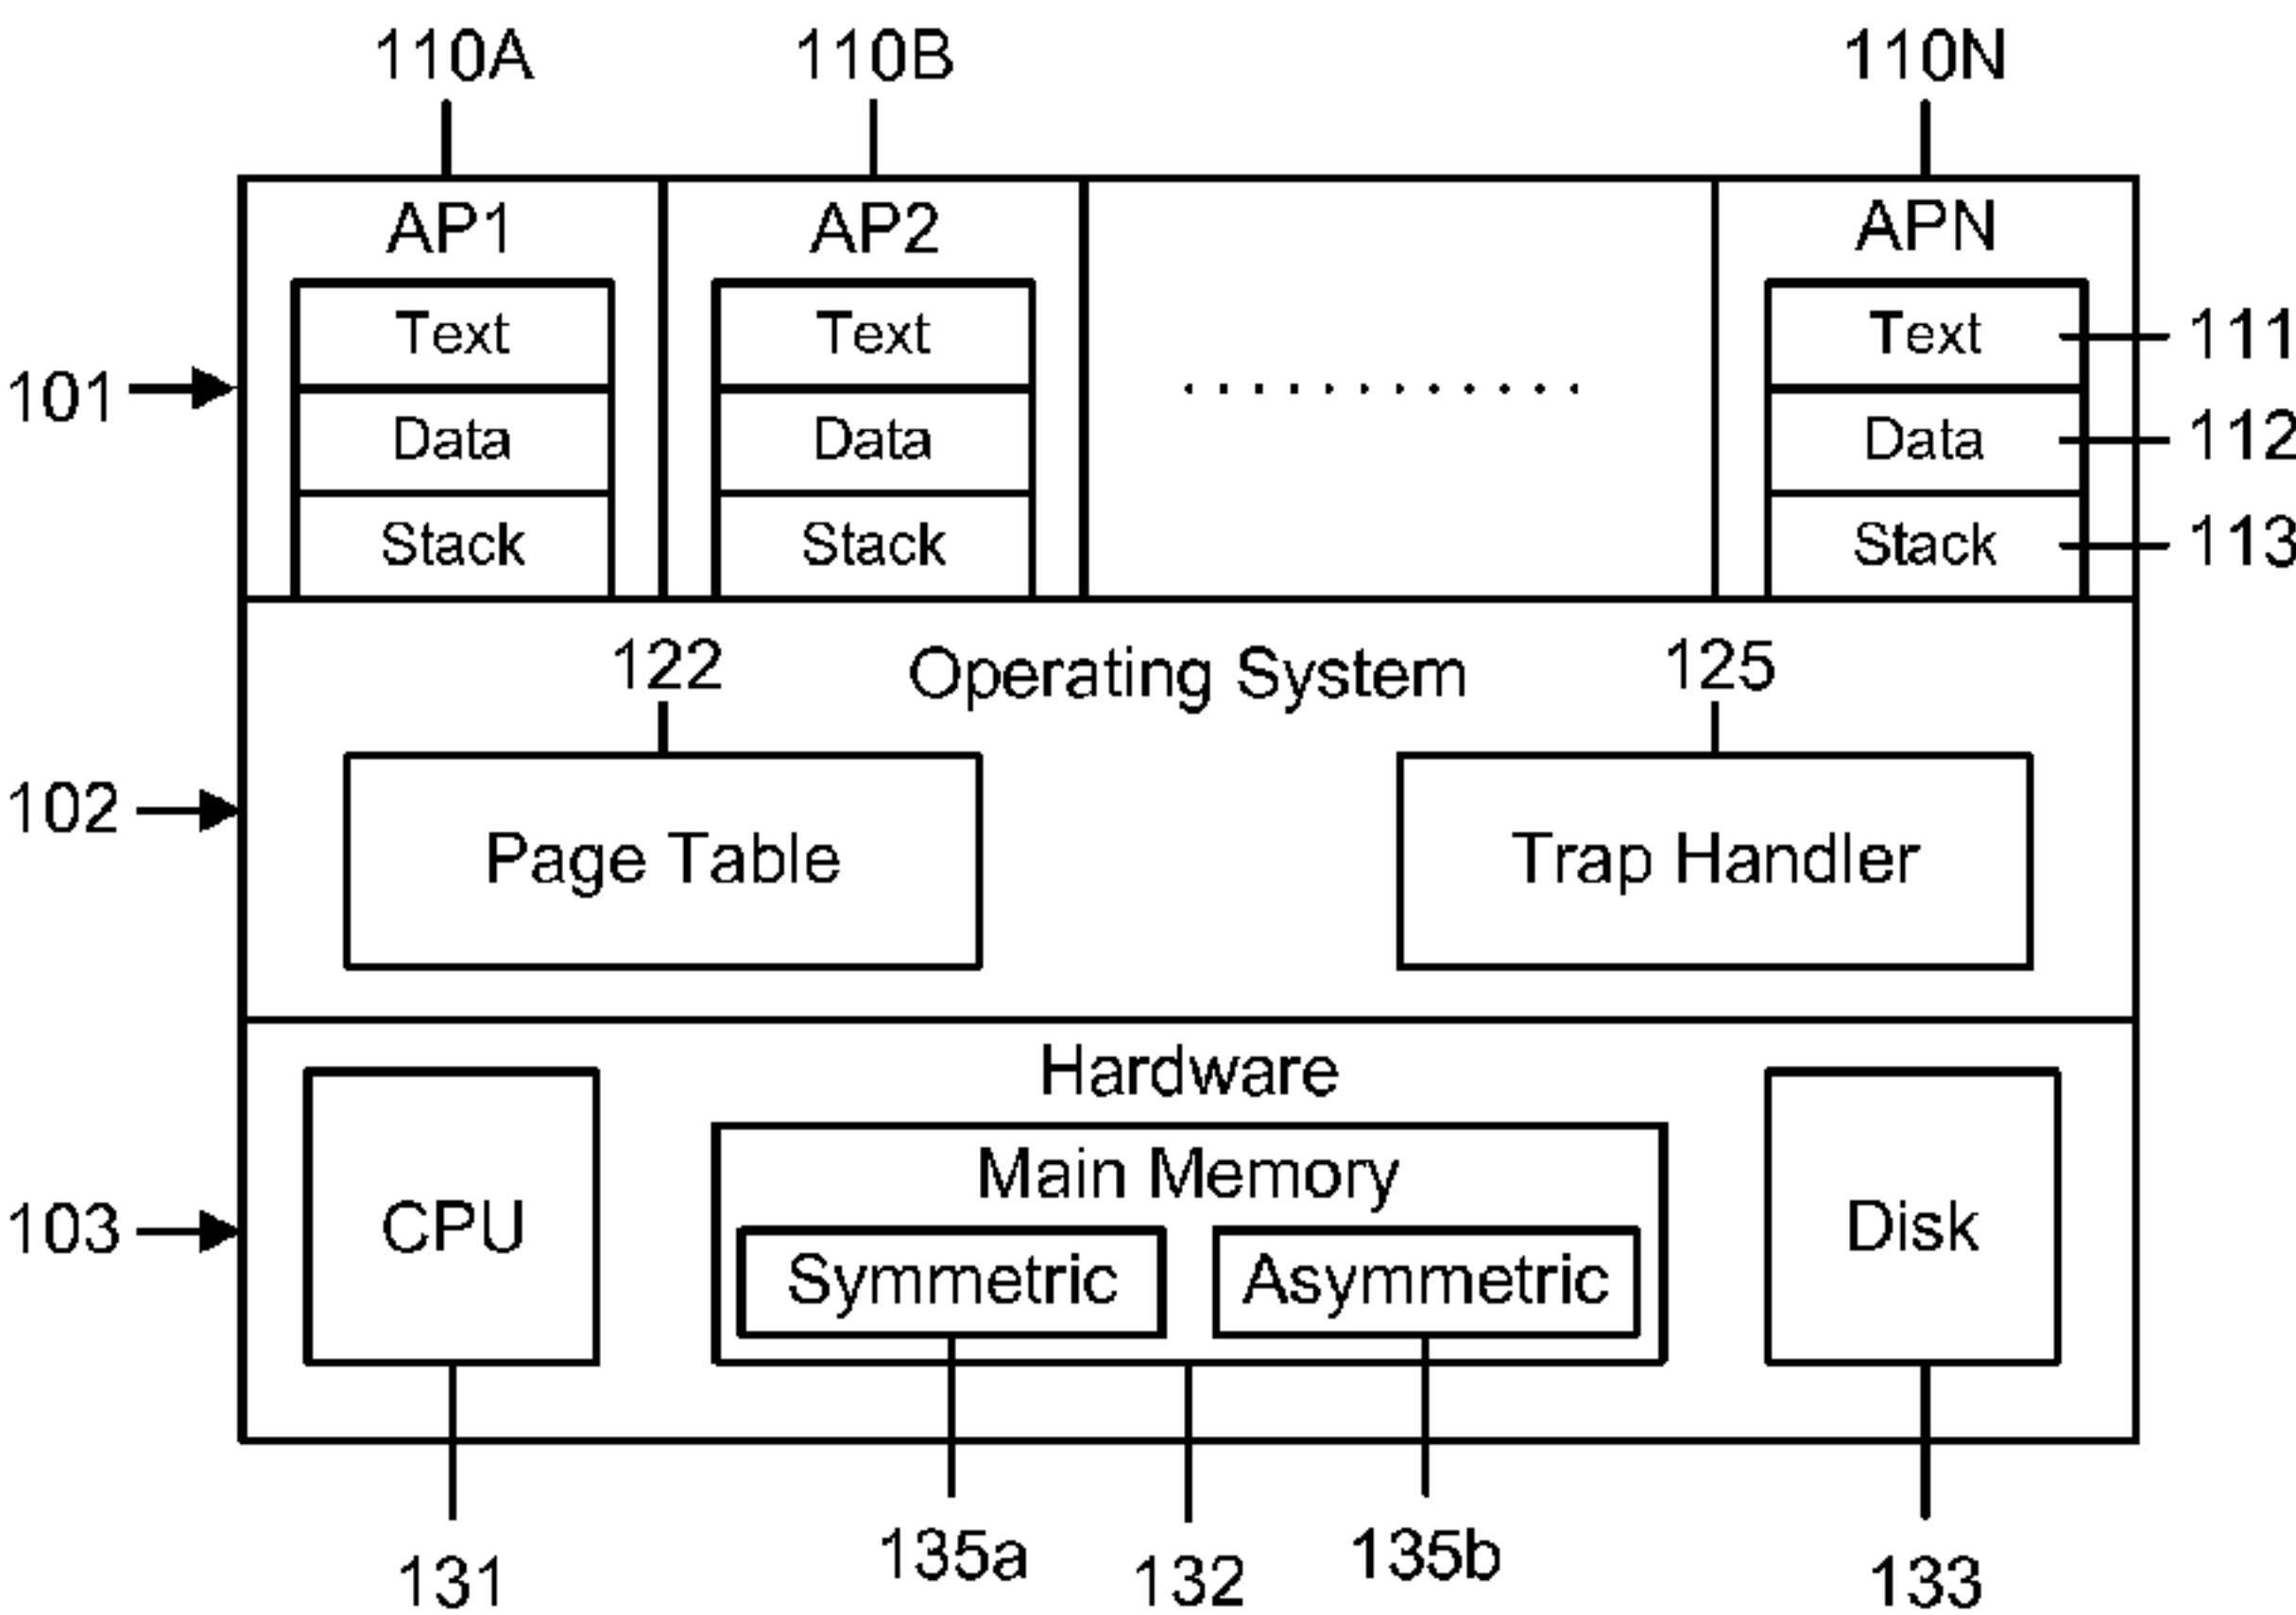 110A 110B 110N
AP1 AP2 APN
Text Text Text 111
101
Data Data Data 112
Stack Stack Stack 113
122 Operating System 125
102
Page Table Trap Handler
Hardware
Main Memory
103 CPU Disk
Symmetric Asymmetric
135a 135b
131 132 133